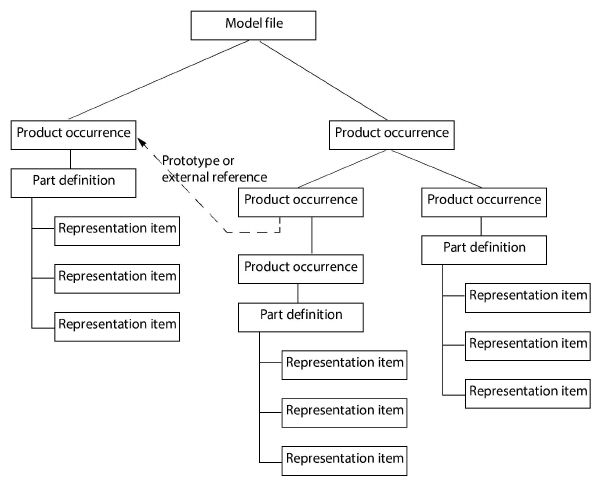 Model file
Product occurrence
Product occurrence
Prototype or
external reference
Part definition
Representation item
Representation item
Representation item
Product occurrence
Product occurrence
Part definition
Representation item
Representation item
Representation item
Product occurrence
Part definition
Representation item
Representation item
Representation item